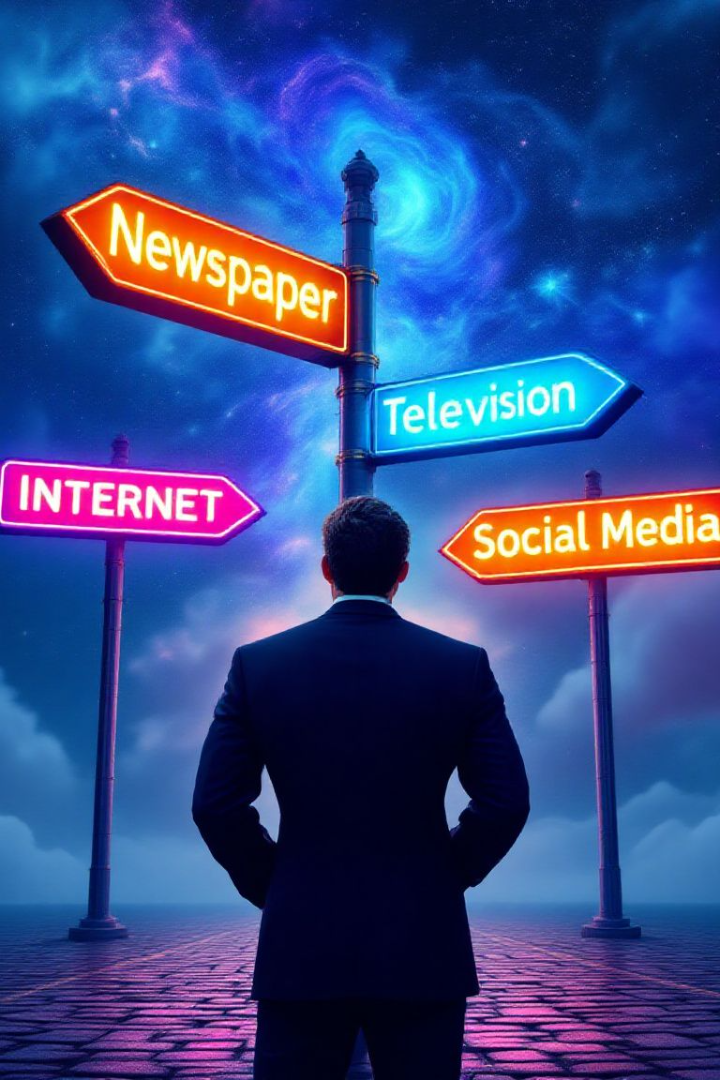 Newspaper
Television
INTERNET
Social Media